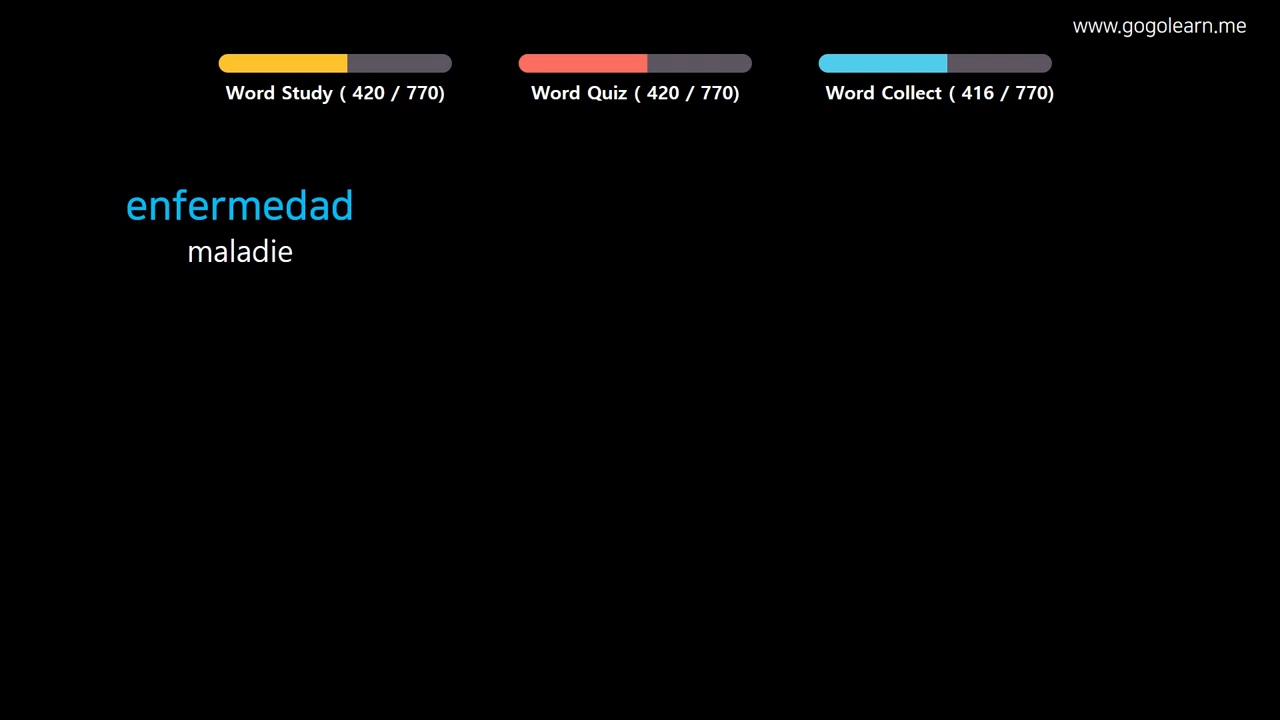 www.gogolearn.me
Word Study ( 420 / 770)
Word Quiz ( 420 / 770)
Word Collect ( 416 / 770)
enfermedad
maladie